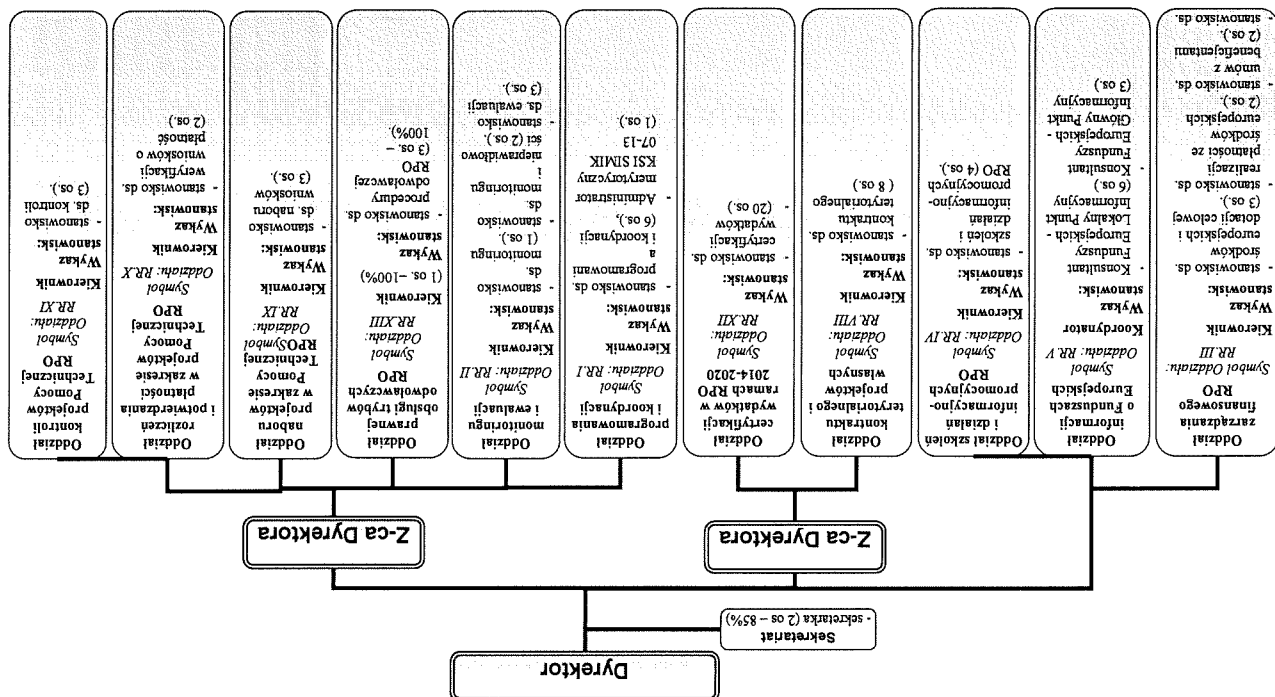 Dyrektor
Sekretariat
- sekretarka (2 os – 85%)
Z-ca Dyrektora
Z-ca Dyrektora
Oddział
zarządzania
finansowego
RPO
Symbol Oddziału:
RR.III
Kierownik
Wykaz
stanowisk:
- stanowisko ds.
środków
europejskich i
dotacji celowej
(3 os.).
- stanowisko ds.
realizacji
płatności ze
środków
europejskich
(2 os.).
- stanowisko ds.
umów z
beneficjentami
(2 os.).
- stanowisko ds.
Oddział
informacji
o Funduszach
Europejskich
Symbol
Oddziału: RR.V
Koordynator
Wykaz
stanowisk:
- Konsultant
Funduszy
Europejskich -
Lokalny Punkt
Informacyjny
(6 os.)
- Konsultant
Funduszy
Europejskich -
Główny Punkt
Informacyjny
(3 os.)
Oddział szkoleń
i działań
informacyjno-
promocyjnych
RPO
Symbol
Oddziału: RR.IV
Kierownik
Wykaz
stanowisk:
- stanowisko ds.
szkoleń i
działań
informacyjno-
promocyjnych
RPO (4 os.)
Oddział
kontraktu
terytorialnego i
projektów
własnych
Symbol
Oddziału:
RR.VIII
Kierownik
Wykaz
stanowisk:
- stanowisko ds.
kontraktu
terytorialnego
( 8 os.)
Oddział
certyfikacji
wydatków w
ramach RPO
2014-2020
Symbol
Oddziału:
RR.XII
Kierownik
Wykaz
stanowisk:
- stanowisko ds.
certyfikacji
wydatków
(20 os.).
-
Oddział
programowania
i koordynacji
Symbol
Oddziału: RR.I
Kierownik
Wykaz
stanowisk:
- stanowisko ds.
programowani
a
i koordynacji
(6 os.),
- Administrator
merytoryczny
KSI SIMIK
07-13
(1 os.)
Oddział
monitoringu
i ewaluacji
Symbol
Oddziału: RR.II
Kierownik
Wykaz
stanowisk:
- stanowisko
ds.
monitoringu
(1 os.).
- stanowisko
ds.
monitoringu
i
nieprawidłowo
ści (2 os.).
- stanowisko
ds. ewaluacji
(3 os.).
Oddział
prawnej
obsługi trybów
odwoławczych
RPO
Symbol
Oddziału:
RR.XIII
Kierownik
(1 os. –100%)
Wykaz
stanowisk:
- stanowisko ds.
procedury
odwoławczej
RPO
(3 os. –
100%).
Oddział
naboru
projektów
w zakresie
Pomocy
Technicznej
RPOSymbol
Oddziału:
RR.IX
Kierownik
Wykaz
stanowisk:
- stanowisko
ds. naboru
wniosków
(3 os.).
Oddział
rozliczeń
i potwierdzania
płatności
w zakresie
projektów
Pomocy
Technicznej
RPO
Symbol
Oddziału: RR.X
Kierownik
Wykaz
stanowisk:
- stanowisko ds.
weryfikacji
wniosków o
płatność
(2 os.).
Oddział
kontroli
projektów
Pomocy
Technicznej
RPO
Symbol
Oddziału:
RR.XI
Kierownik
Wykaz
stanowisk:
- stanowisko
ds. kontroli
(3 os.).